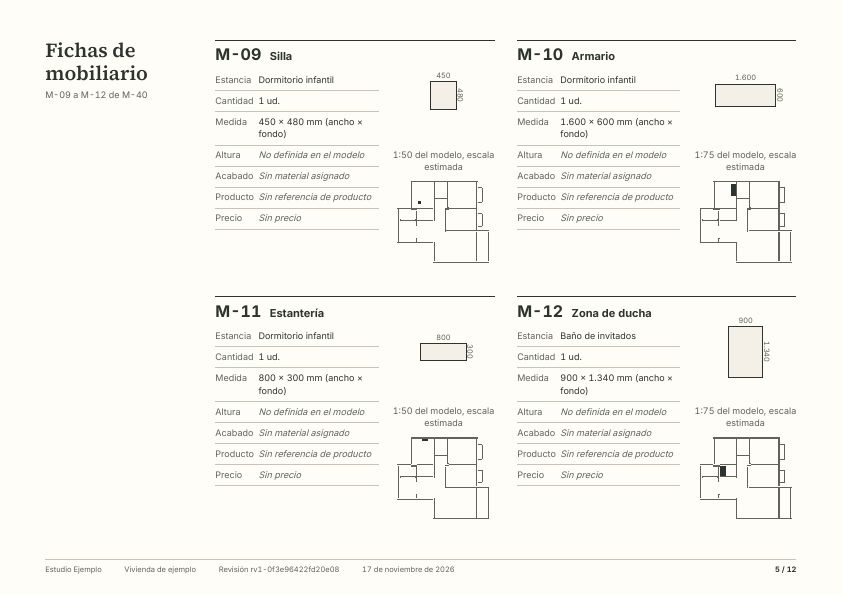 Fichas de
mobiliario
M-09 a M-12 de M-40
M-09 Silla
Estancia Dormitorio infantil
Cantidad 1 ud.
Medida 450 × 480 mm (ancho ×
fondo)
Altura No definida en el modelo
Acabado Sin material asignado
Producto Sin referencia de producto
Precio Sin precio
450
480
1:50 del modelo, escala
estimada
M-10 Armario
Estancia Dormitorio infantil
Cantidad 1 ud.
Medida 1.600 × 600 mm (ancho ×
fondo)
Altura No definida en el modelo
Acabado Sin material asignado
Producto Sin referencia de producto
Precio Sin precio
1.600
600
1:75 del modelo, escala
estimada
M-11 Estantería
Estancia Dormitorio infantil
Cantidad 1 ud.
Medida 800 × 300 mm (ancho ×
fondo)
Altura No definida en el modelo
Acabado Sin material asignado
Producto Sin referencia de producto
Precio Sin precio
800
300
1:50 del modelo, escala
estimada
M-12 Zona de ducha
Estancia Baño de invitados
Cantidad 1 ud.
Medida 900 × 1.340 mm (ancho ×
fondo)
Altura No definida en el modelo
Acabado Sin material asignado
Producto Sin referencia de producto
Precio Sin precio
900
1.340
1:75 del modelo, escala
estimada
Estudio Ejemplo Vivienda de ejemplo Revisión rv1-0f3e96422fd20e08 17 de noviembre de 2026 5 / 12